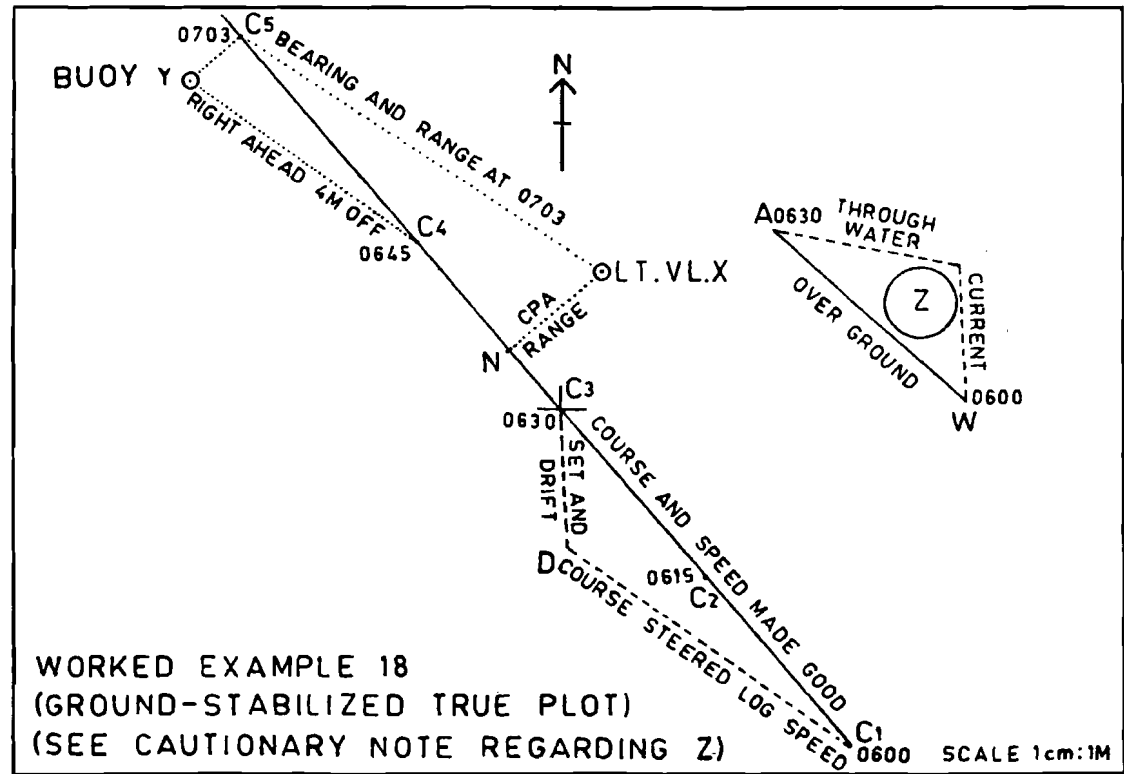 0703 C5
BEARING AND RANGE AT 0703
BUOY Y
RIGHT AHEAD 4M OFF
N
C4
0645
LT.VL.X
CPA
RANGE
N
A 0630
THROUGH
WATER
Z
CURRENT
OVER GROUND
0600
W
C3
0630
SET AND
DRIFT
COURSE AND SPEED MADE GOOD
D
0615
C2
COURSE STEERED LOG SPEED
C1
0600
SCALE 1cm:1M
WORKED EXAMPLE 18
(GROUND-STABILIZED TRUE PLOT)
(SEE CAUTIONARY NOTE REGARDING Z)